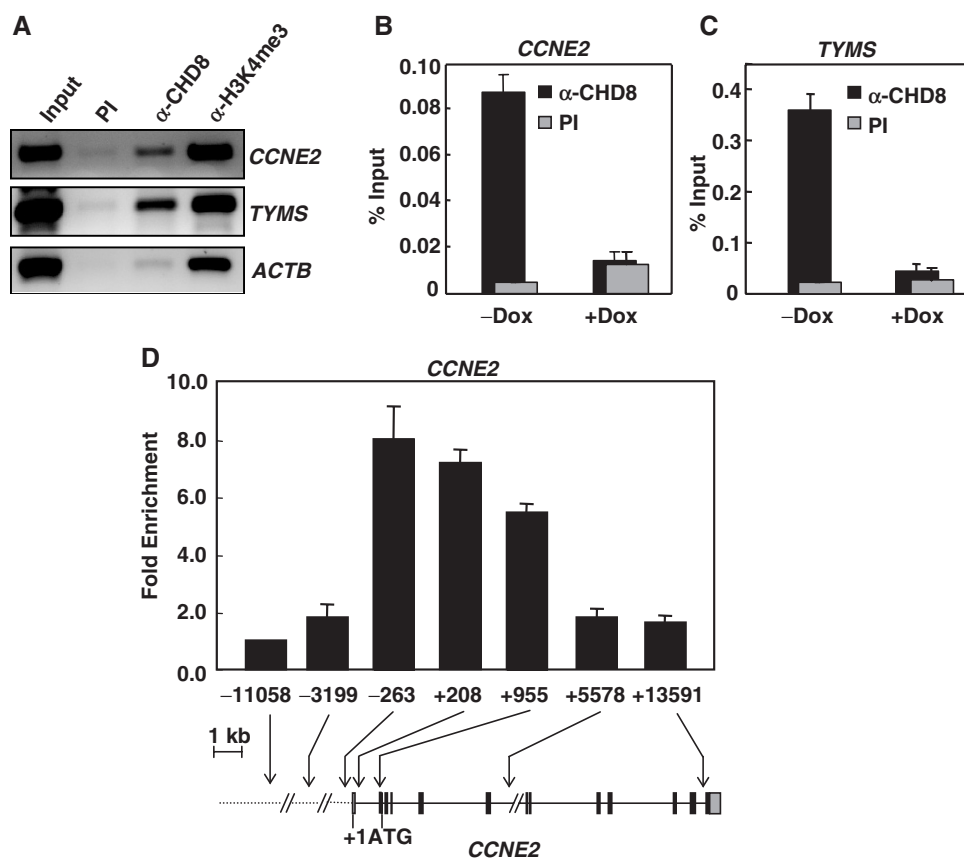 A
Input
PI
α-CHD8
α-H3K4me3
CCNE2
TYMS
ACTB
B
CCNE2
0.10
0.08
0.06
0.04
0.02
0
% Input
α-CHD8
PI
−Dox
+Dox
C
TYMS
0.4
0.3
0.2
0.1
0
% Input
α-CHD8
PI
−Dox
+Dox
D
CCNE2
10.0
8.0
6.0
4.0
2.0
0.0
Fold Enrichment
−11058 −3199 −263 +208 +955 +5578 +13591
1 kb
+1ATG
CCNE2